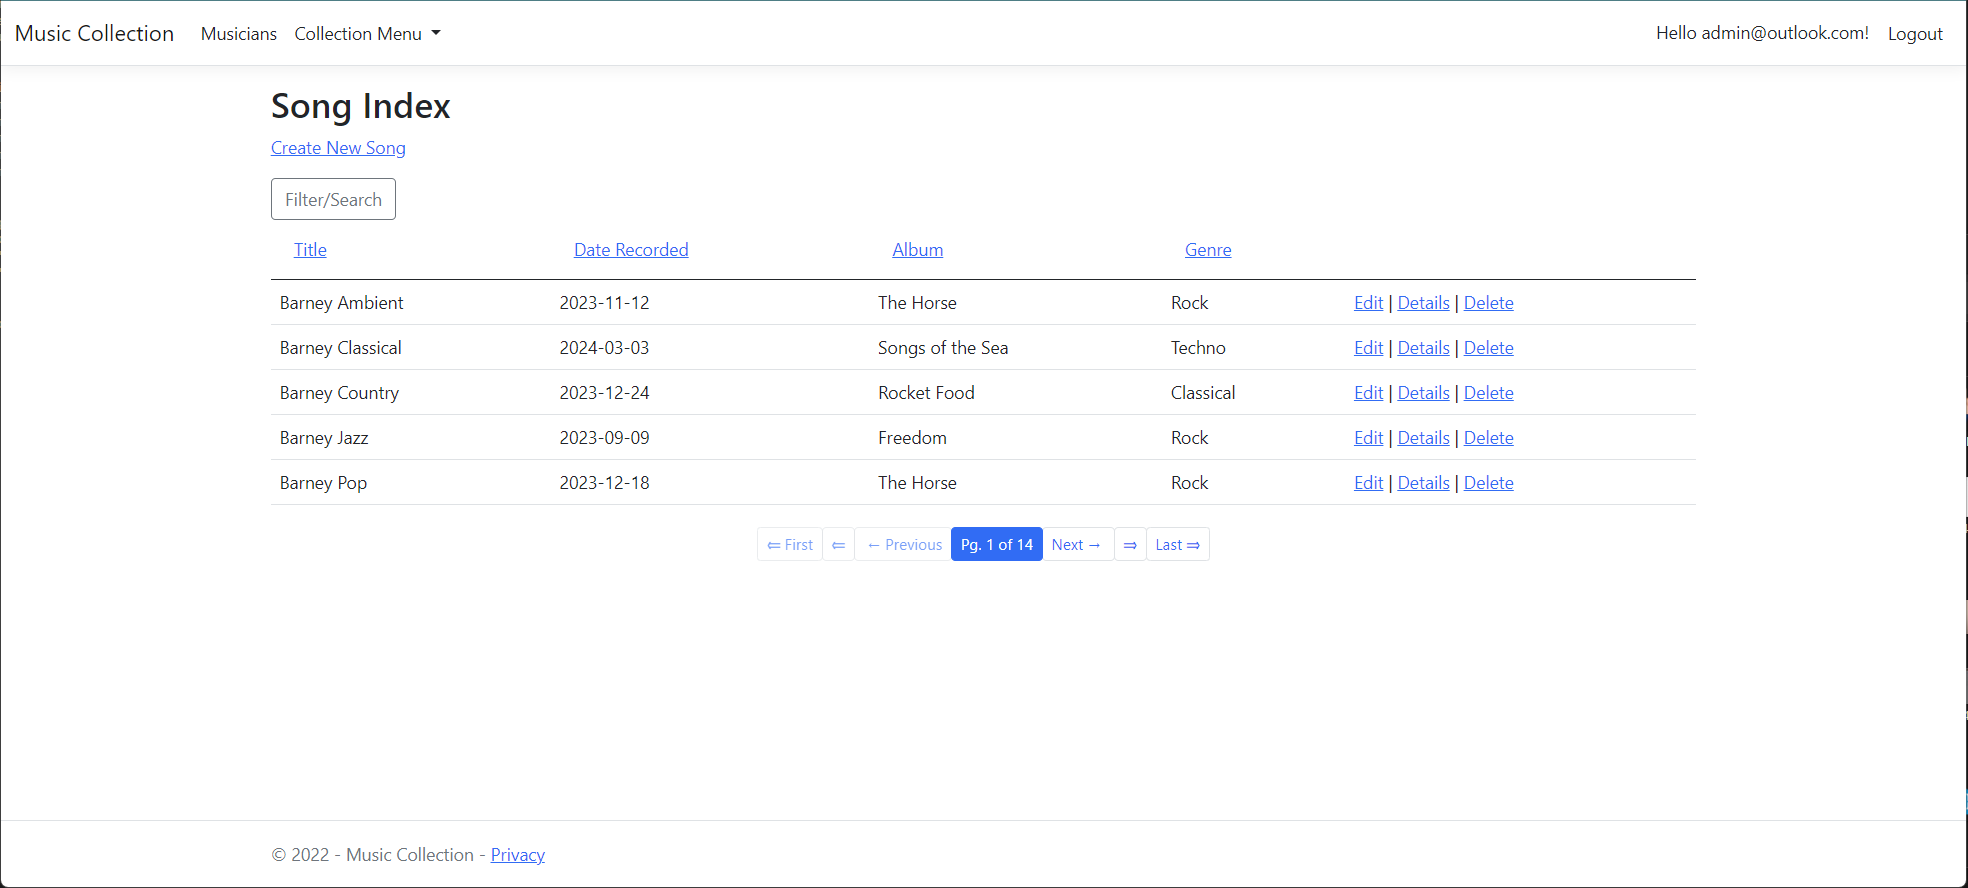 Music Collection Musicians Collection Menu Hello admin@outlook.com! Logout
Song Index
Create New Song
Filter/Search
Title Date Recorded Album Genre
Barney Ambient 2023-11-12 The Horse Rock Edit | Details | Delete
Barney Classical 2024-03-03 Songs of the Sea Techno Edit | Details | Delete
Barney Country 2023-12-24 Rocket Food Classical Edit | Details | Delete
Barney Jazz 2023-09-09 Freedom Rock Edit | Details | Delete
Barney Pop 2023-12-18 The Horse Rock Edit | Details | Delete
⇐ First ⇐ ← Previous Pg. 1 of 14 Next → ⇒ Last ⇒
© 2022 - Music Collection - Privacy